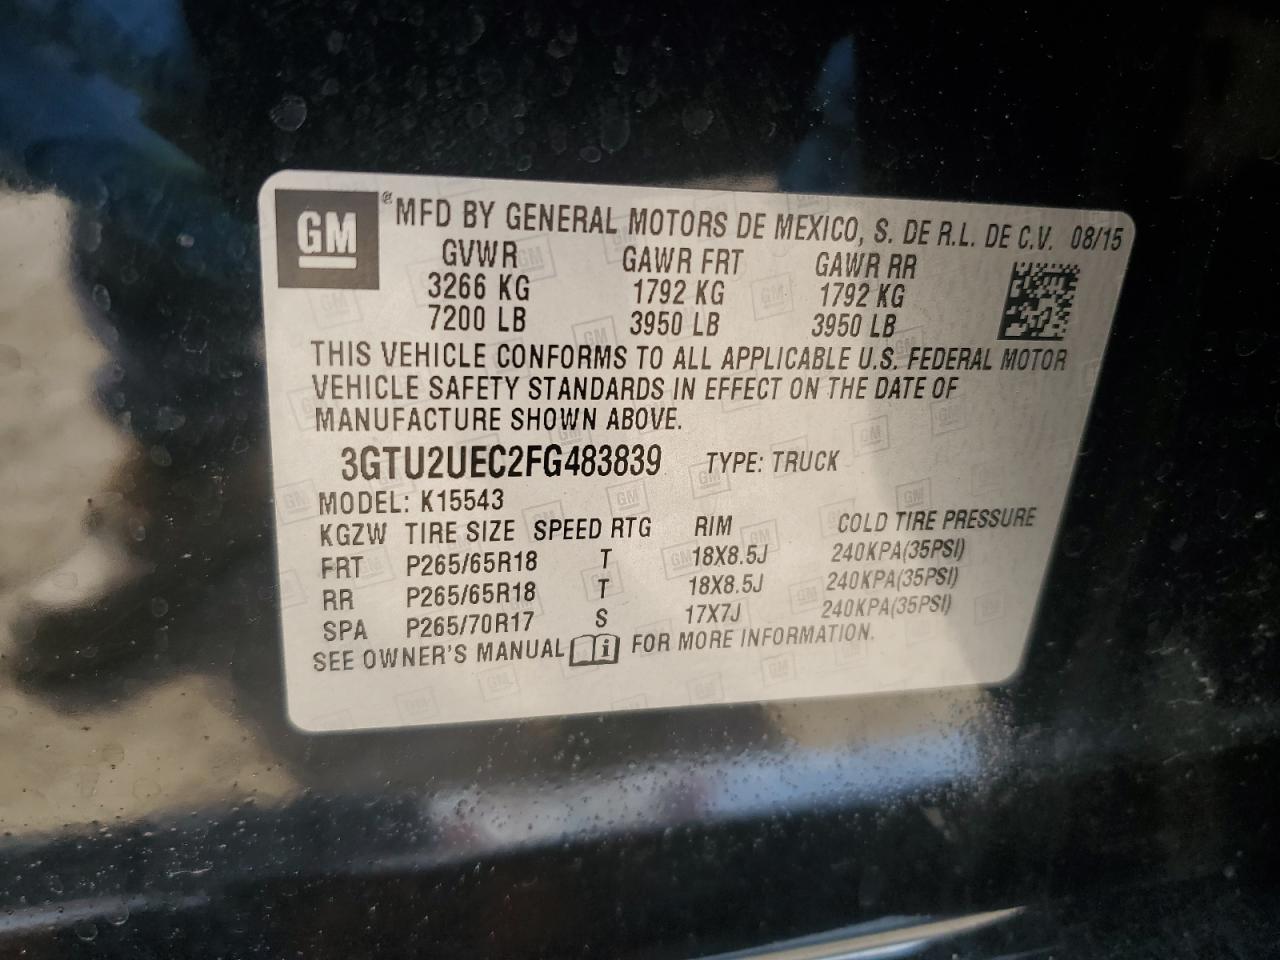 GM ® MFD BY GENERAL MOTORS DE MEXICO, S. DE R.L. DE C.V. 08/15
GVWR GAWR FRT GAWR RR
3266 KG 1792 KG 1792 KG
7200 LB 3950 LB 3950 LB
THIS VEHICLE CONFORMS TO ALL APPLICABLE U.S. FEDERAL MOTOR
VEHICLE SAFETY STANDARDS IN EFFECT ON THE DATE OF
MANUFACTURE SHOWN ABOVE.
3GTU2UEC2FG483839 TYPE: TRUCK
MODEL: K15543
KGZW TIRE SIZE SPEED RTG RIM COLD TIRE PRESSURE
FRT P265/65R18 T 18X8.5J 240KPA(35PSI)
RR P265/65R18 T 18X8.5J 240KPA(35PSI)
SPA P265/70R17 S 17X7J 240KPA(35PSI)
SEE OWNER'S MANUAL i FOR MORE INFORMATION.